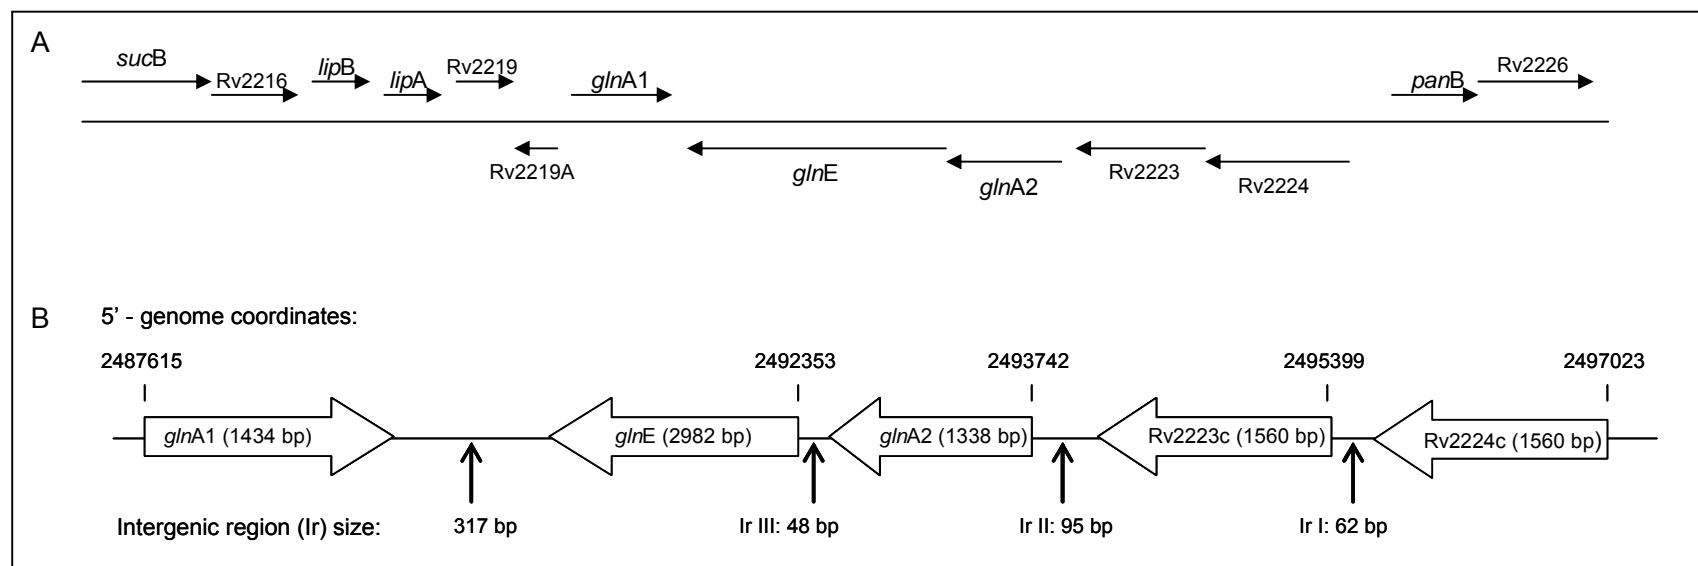 A
sucB
Rv2216
lipB
lipA
Rv2219
glnA1
panB
Rv2226
Rv2219A
glnE
glnA2
Rv2223
Rv2224
B
5’ - genome coordinates:
2487615
2492353
2493742
2495399
2497023
glnA1 (1434 bp)
glnE (2982 bp)
glnA2 (1338 bp)
Rv2223c (1560 bp)
Rv2224c (1560 bp)
Intergenic region (Ir) size:
317 bp
Ir III: 48 bp
Ir II: 95 bp
Ir I: 62 bp